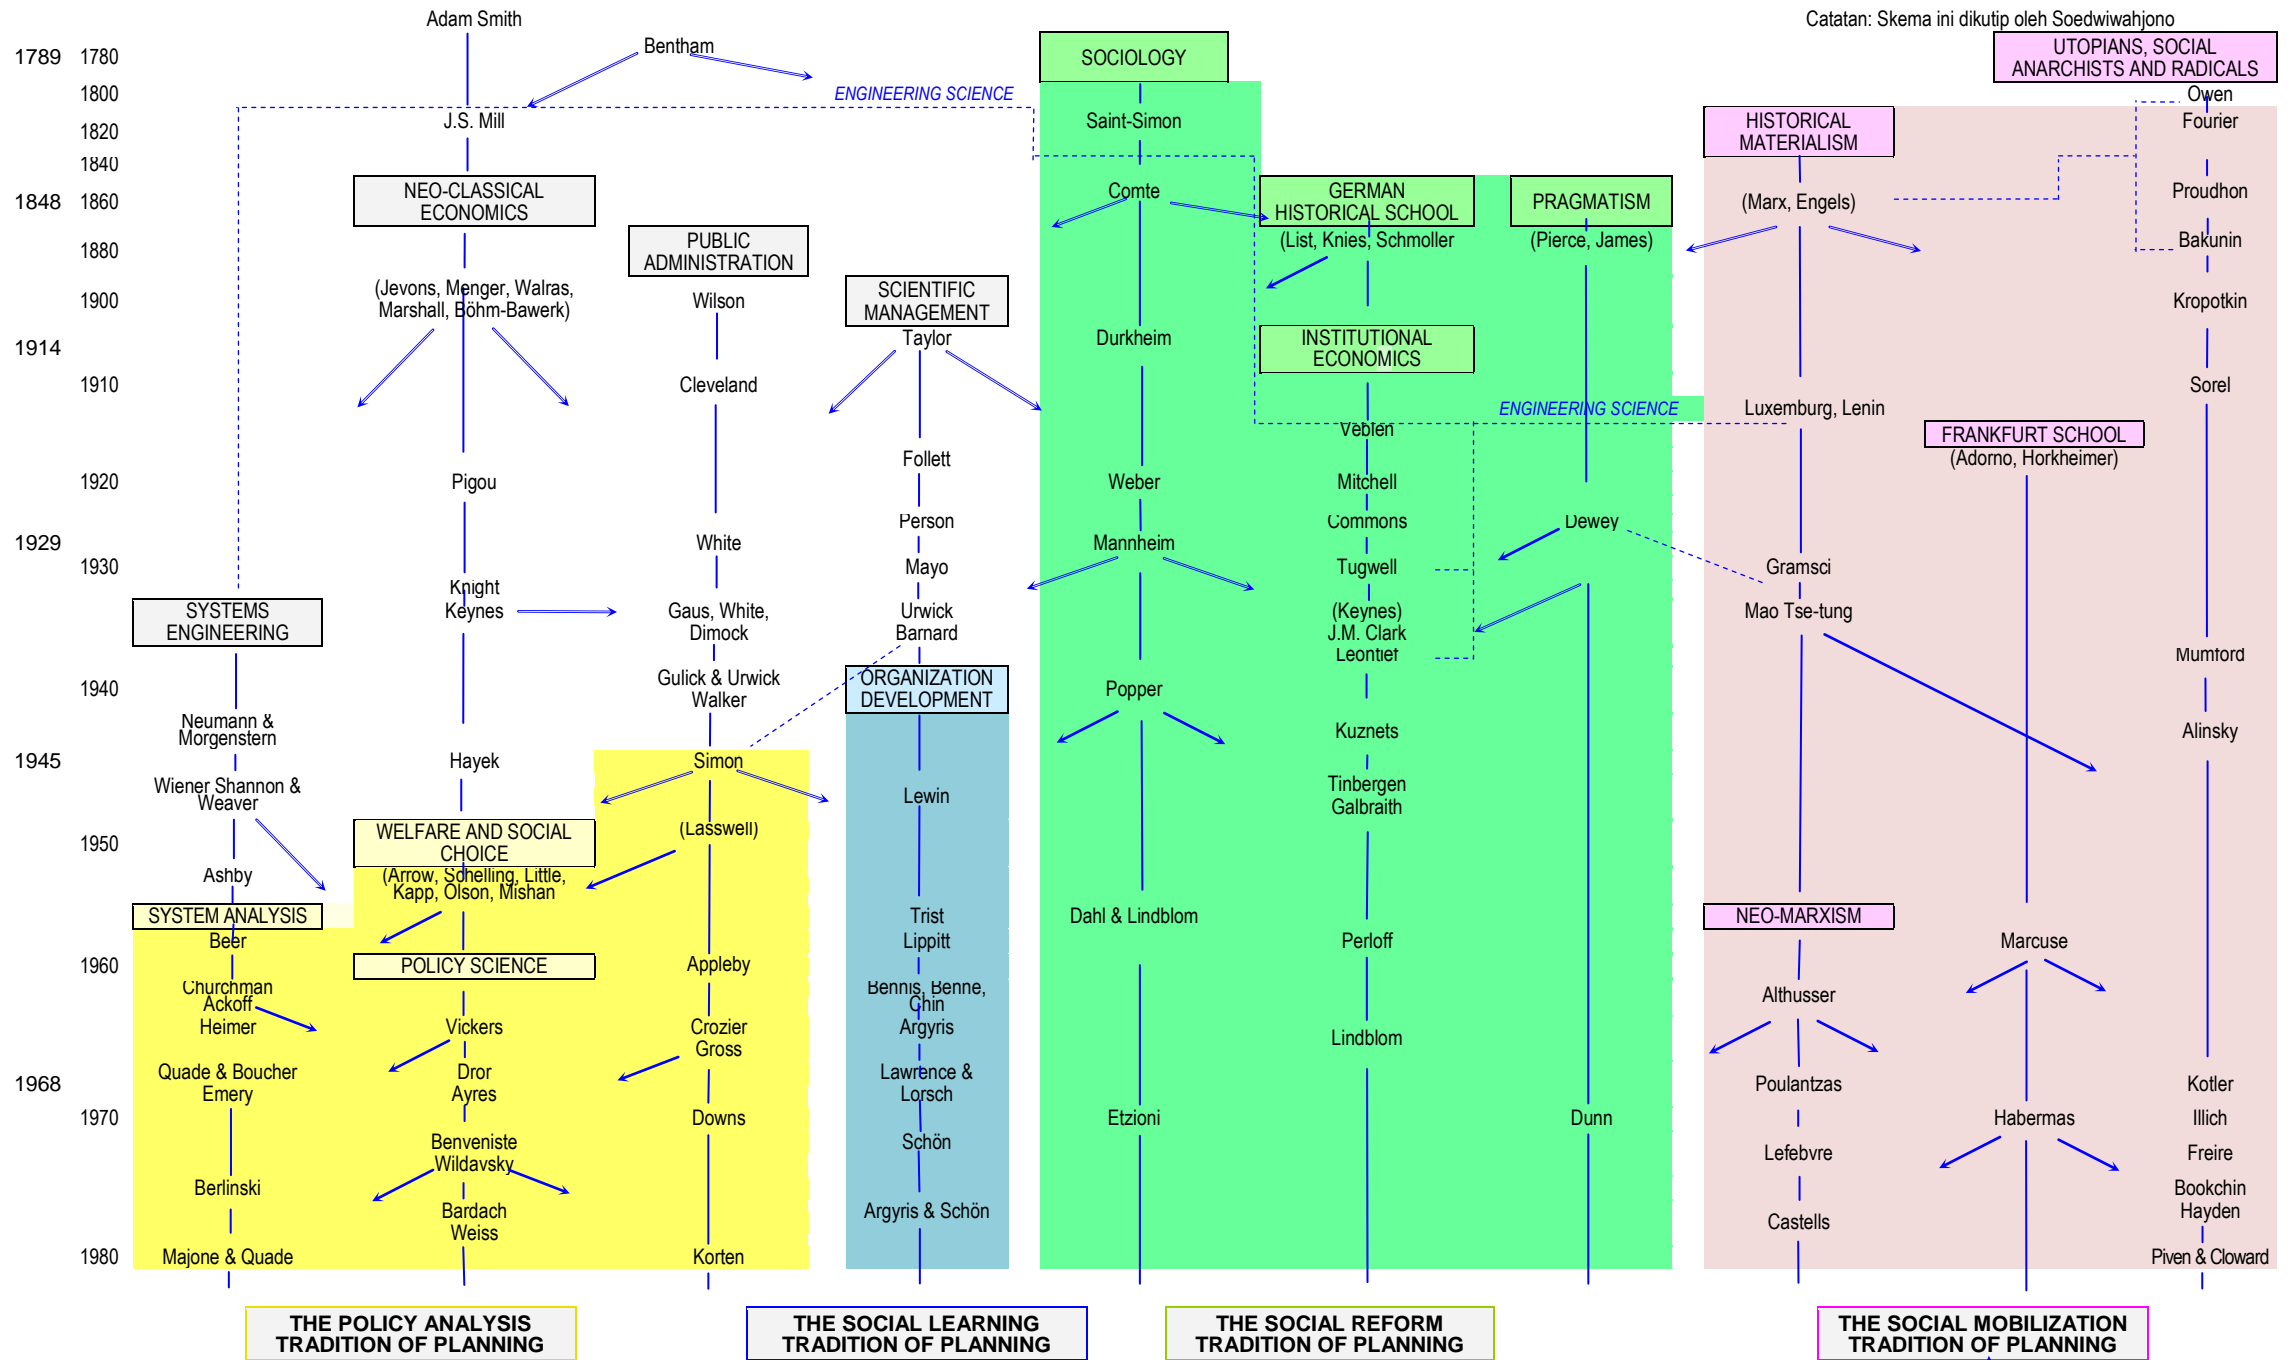 Adam Smith
Catatan: Skema ini dikutip oleh Soedwiwahjono
1789
1780
Bentham
SOCIOLOGY
UTOPIANS, SOCIAL
ANARCHISTS AND RADICALS
1800
ENGINEERING SCIENCE
Owen
1820
J.S. Mill
Saint-Simon
HISTORICAL
MATERIALISM
Fourier
1840
1848
1860
NEO-CLASSICAL
ECONOMICS
Comte
GERMAN
HISTORICAL SCHOOL
PRAGMATISM
(Marx, Engels)
Proudhon
1880
PUBLIC
ADMINISTRATION
(List, Knies, Schmoller
(Pierce, James)
Bakunin
1900
(Jevons, Menger, Walras,
Marshall, Böhm-Bawerk)
Wilson
SCIENTIFIC
MANAGEMENT
Kropotkin
1914
Taylor
Durkheim
INSTITUTIONAL
ECONOMICS
1910
Cleveland
Sorel
ENGINEERING SCIENCE
Luxemburg, Lenin
Veblen
FRANKFURT SCHOOL
(Adorno, Horkheimer)
Follett
1920
Pigou
Weber
Mitchell
Person
Commons
Dewey
1929
White
Mannheim
1930
Mayo
Tugwell
Gramsci
Knight
Keynes
SYSTEMS
ENGINEERING
Gaus, White,
Dimock
Urwick
Barnard
(Keynes)
J.M. Clark
Leontief
Mao Tse-tung
Mumford
1940
Gulick & Urwick
Walker
ORGANIZATION
DEVELOPMENT
Popper
Neumann &
Morgenstern
Kuznets
Alinsky
1945
Hayek
Simon
Wiener Shannon &
Weaver
Lewin
Tinbergen
Galbraith
1950
WELFARE AND SOCIAL
CHOICE
(Lasswell)
Ashby
(Arrow, Schelling, Little,
Kapp, Olson, Mishan
SYSTEM ANALYSIS
Trist
Dahl & Lindblom
NEO-MARXISM
Beer
Lippitt
Perloff
Marcuse
1960
POLICY SCIENCE
Appleby
Churchman
Ackoff
Heimer
Bennis, Benne,
Chin
Argyris
Althusser
Vickers
Crozier
Gross
Lindblom
1968
Quade & Boucher
Emery
Dror
Ayres
Lawrence &
Lorsch
Poulantzas
Kotler
1970
Downs
Etzioni
Dunn
Habermas
Illich
Benveniste
Wildavsky
Schön
Lefebvre
Freire
Berlinski
Bookchin
Hayden
Bardach
Weiss
Argyris & Schön
Castells
1980
Majone & Quade
Korten
Piven & Cloward
THE POLICY ANALYSIS
TRADITION OF PLANNING
THE SOCIAL LEARNING
TRADITION OF PLANNING
THE SOCIAL REFORM
TRADITION OF PLANNING
THE SOCIAL MOBILIZATION
TRADITION OF PLANNING